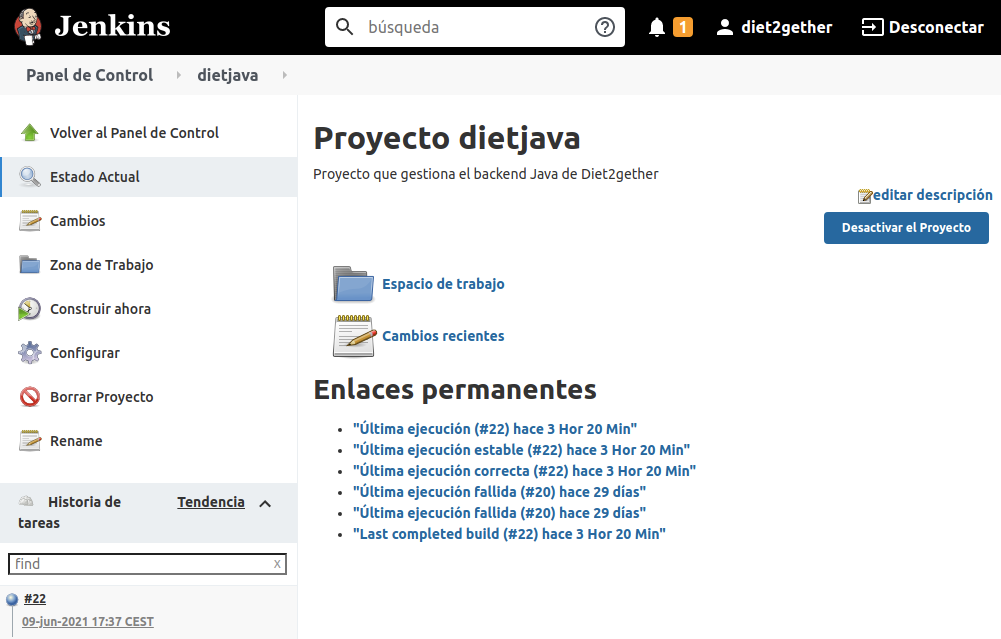 Jenkins
búsqueda
1
diet2gether
Desconectar
Panel de Control
dietjava
Volver al Panel de Control
Estado Actual
Cambios
Zona de Trabajo
Construir ahora
Configurar
Borrar Proyecto
Rename
Historia de tareas
Tendencia
find
x
#22
09-jun-2021 17:37 CEST
Proyecto dietjava
Proyecto que gestiona el backend Java de Diet2gether
editar descripción
Desactivar el Proyecto
Espacio de trabajo
Cambios recientes
Enlaces permanentes
"Última ejecución (#22) hace 3 Hor 20 Min"
"Última ejecución estable (#22) hace 3 Hor 20 Min"
"Última ejecución correcta (#22) hace 3 Hor 20 Min"
"Última ejecución fallida (#20) hace 29 días"
"Última ejecución fallida (#20) hace 29 días"
"Last completed build (#22) hace 3 Hor 20 Min"